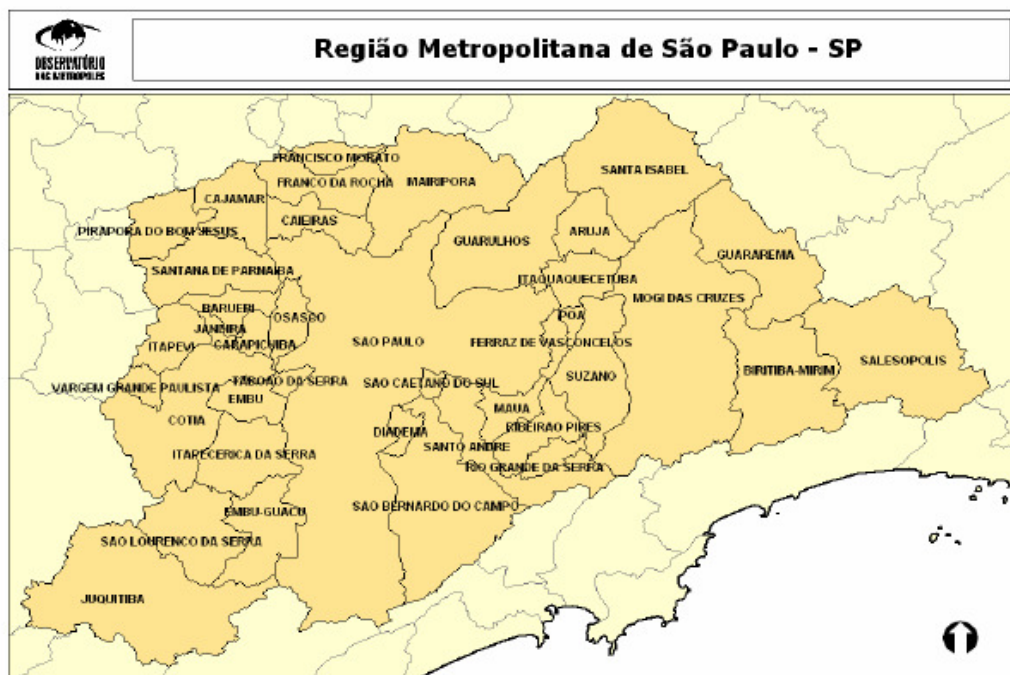 OBSERVATÓRIO
DAS METRÓPOLES
Região Metropolitana de São Paulo - SP
FRANCISCO MORATO
FRANCO DA ROCHA
MAIRIPORA
SANTA ISABEL
CAJAMAR
CAIEIRAS
PIRAPORA DO BOM JESUS
GUARULHOS
ARUJA
GUARAREMA
SANTANA DE PARNAIBA
ITAQUAQUECETUBA
MOGI DAS CRUZES
BARUERI
OSASCO
POA
JANDIRA
ITAPEVI
CARAPICUIBA
SAO PAULO
FERRAZ DE VASCONCELOS
SALESOPOLIS
BIRITIBA-MIRIM
SUZANO
VARGEM GRANDE PAULISTA
TABOAO DA SERRA
SAO CAETANO DO SUL
EMBU
MAUA
COTIA
DIADEMA
RIBEIRAO PIRES
SANTO ANDRE
ITAPECERICA DA SERRA
RIO GRANDE DA SERRA
SAO BERNARDO DO CAMPO
EMBU-GUACU
SAO LOURENCO DA SERRA
JUQUITIBA